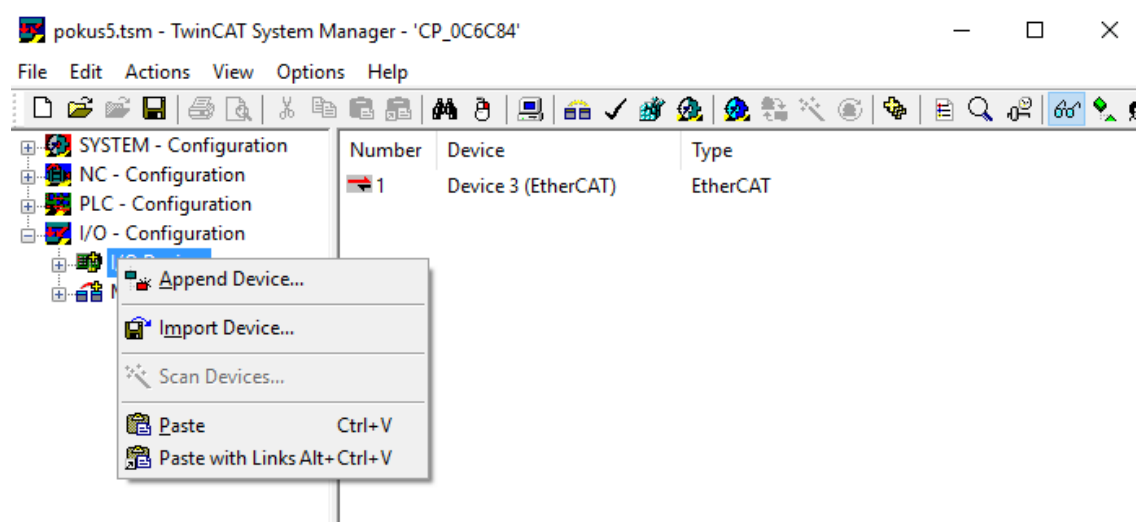 pokus5.tsm - TwinCAT System Manager - 'CP_0C6C84'
File Edit Actions View Options Help
SYSTEM - Configuration
NC - Configuration
PLC - Configuration
I/O - Configuration
Number Device Type
1 Device 3 (EtherCAT) EtherCAT
Append Device...
Import Device...
Scan Devices...
Paste Ctrl+V
Paste with Links Alt+Ctrl+V